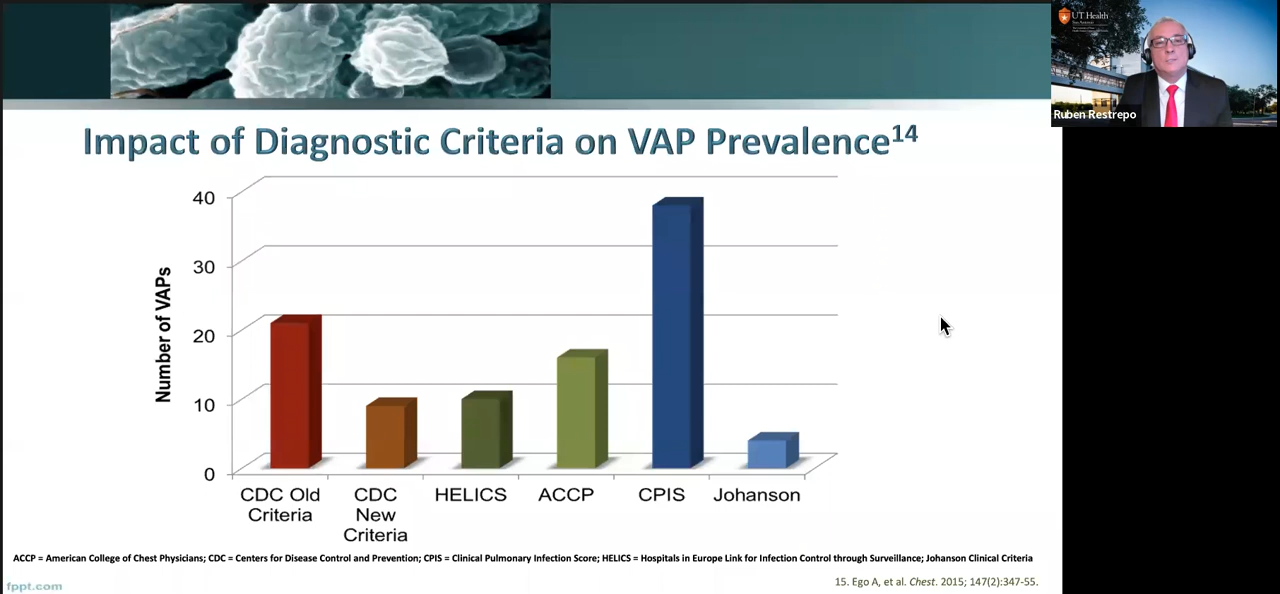 UT Health
San Antonio
Ruben Restrepo
Impact of Diagnostic Criteria on VAP Prevalence14
Number of VAPs
40
30
20
10
0
CDC Old
Criteria
CDC
New
Criteria
HELICS
ACCP
CPIS
Johanson
ACCP = American College of Chest Physicians; CDC = Centers for Disease Control and Prevention; CPIS = Clinical Pulmonary Infection Score; HELICS = Hospitals in Europe Link for Infection Control through Surveillance; Johanson Clinical Criteria
fppt.com
15. Ego A, et al. Chest. 2015; 147(2):347-55.